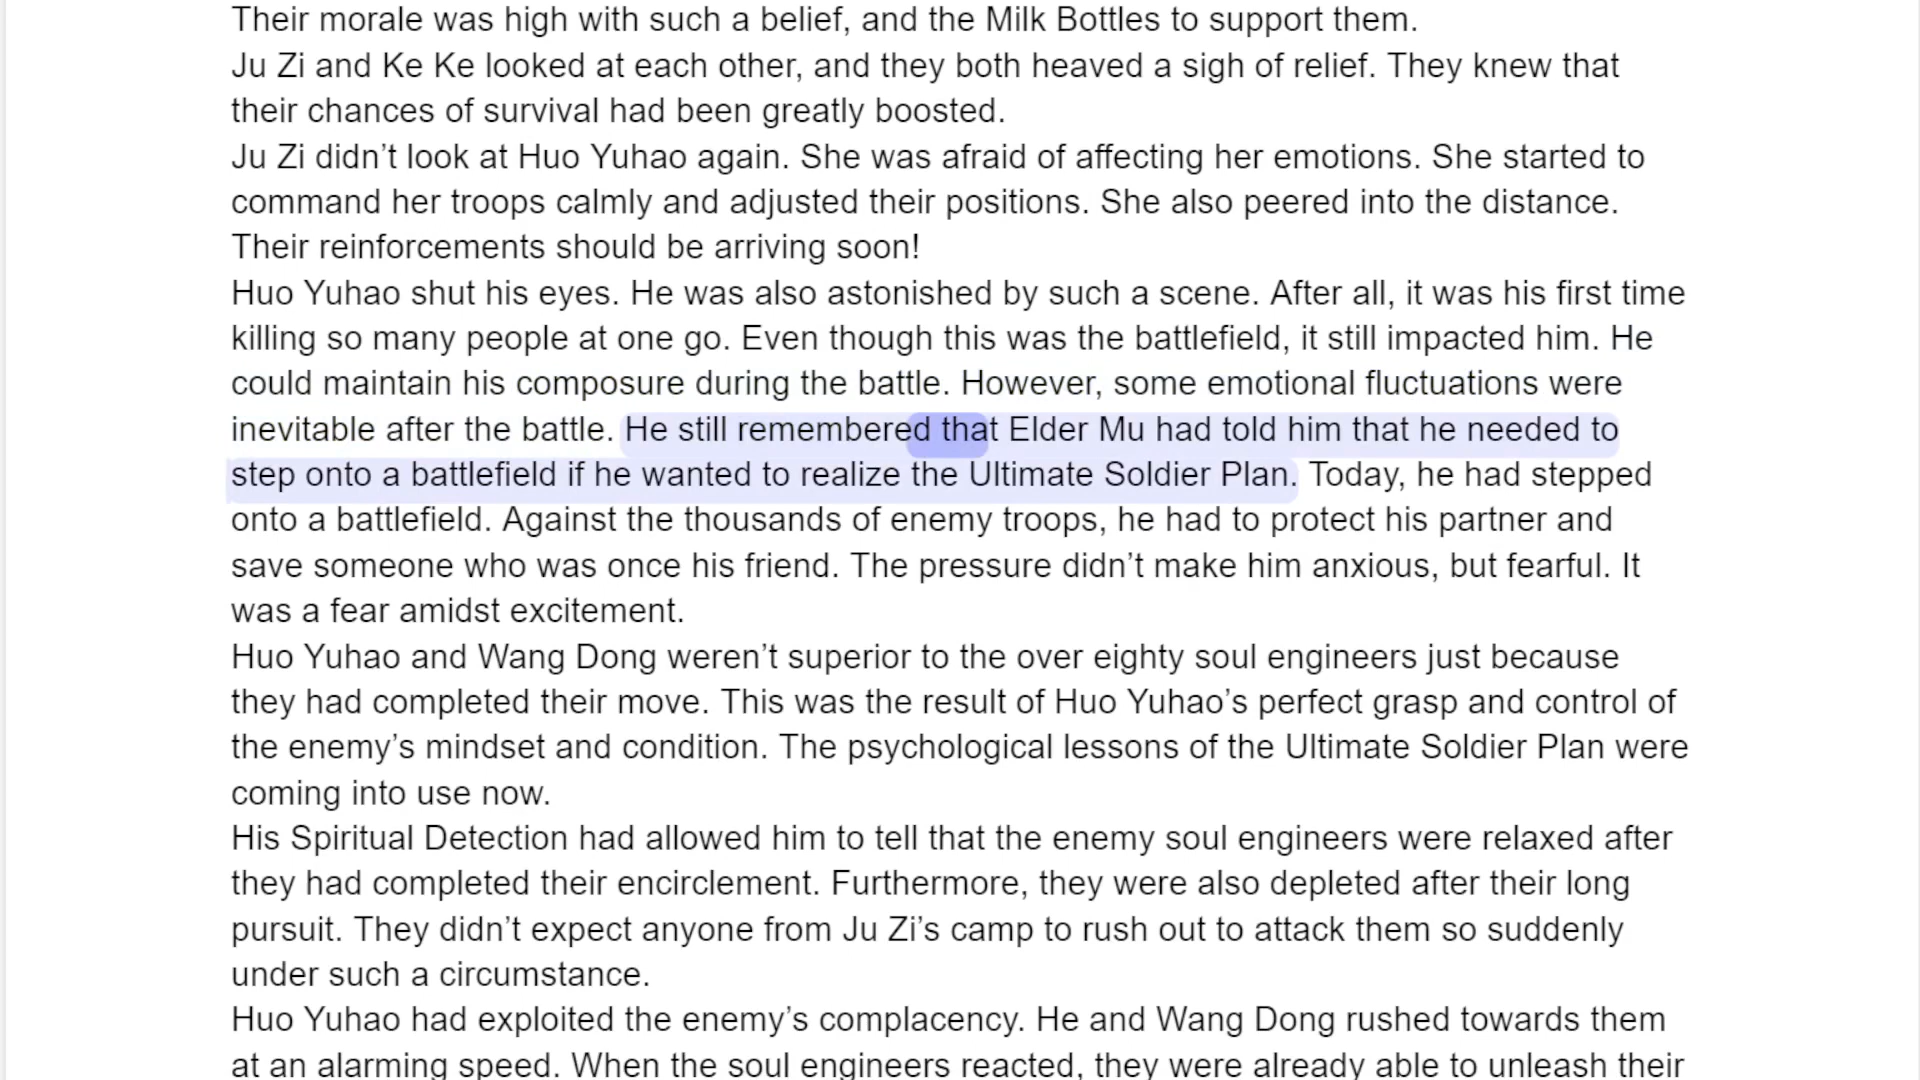 Their morale was high with such a belief, and the Milk Bottles to support them.
Ju Zi and Ke Ke looked at each other, and they both heaved a sigh of relief. They knew that
their chances of survival had been greatly boosted.
Ju Zi didn’t look at Huo Yuhao again. She was afraid of affecting her emotions. She started to
command her troops calmly and adjusted their positions. She also peered into the distance.
Their reinforcements should be arriving soon!
Huo Yuhao shut his eyes. He was also astonished by such a scene. After all, it was his first time
killing so many people at one go. Even though this was the battlefield, it still impacted him. He
could maintain his composure during the battle. However, some emotional fluctuations were
inevitable after the battle. He still remembered that Elder Mu had told him that he needed to
step onto a battlefield if he wanted to realize the Ultimate Soldier Plan. Today, he had stepped
onto a battlefield. Against the thousands of enemy troops, he had to protect his partner and
save someone who was once his friend. The pressure didn’t make him anxious, but fearful. It
was a fear amidst excitement.
Huo Yuhao and Wang Dong weren’t superior to the over eighty soul engineers just because
they had completed their move. This was the result of Huo Yuhao’s perfect grasp and control of
the enemy’s mindset and condition. The psychological lessons of the Ultimate Soldier Plan were
coming into use now.
His Spiritual Detection had allowed him to tell that the enemy soul engineers were relaxed after
they had completed their encirclement. Furthermore, they were also depleted after their long
pursuit. They didn’t expect anyone from Ju Zi’s camp to rush out to attack them so suddenly
under such a circumstance.
Huo Yuhao had exploited the enemy’s complacency. He and Wang Dong rushed towards them
at an alarming speed. When the soul engineers reacted, they were already able to unleash their